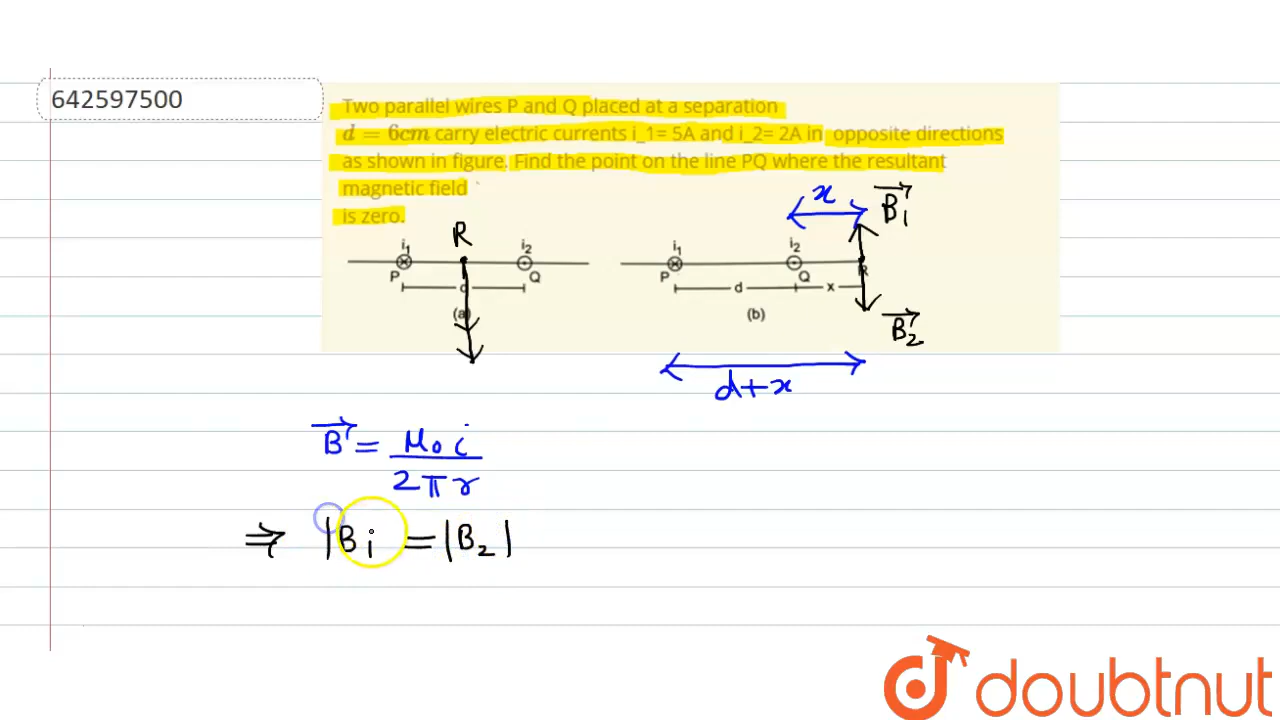 642597500
Two parallel wires P and Q placed at a separation
d = 6cm carry electric currents i_1= 5A and i_2= 2A in opposite directions
as shown in figure. Find the point on the line PQ where the resultant
magnetic field
is zero.
x
B₁
R
i₁ i₂ i₁ i₂
P Q P Q R
d d x
(a) (b)
B₂
d+x
B = μ₀ i / 2πr
⇒ |B₁ = |B₂|
doubtnut